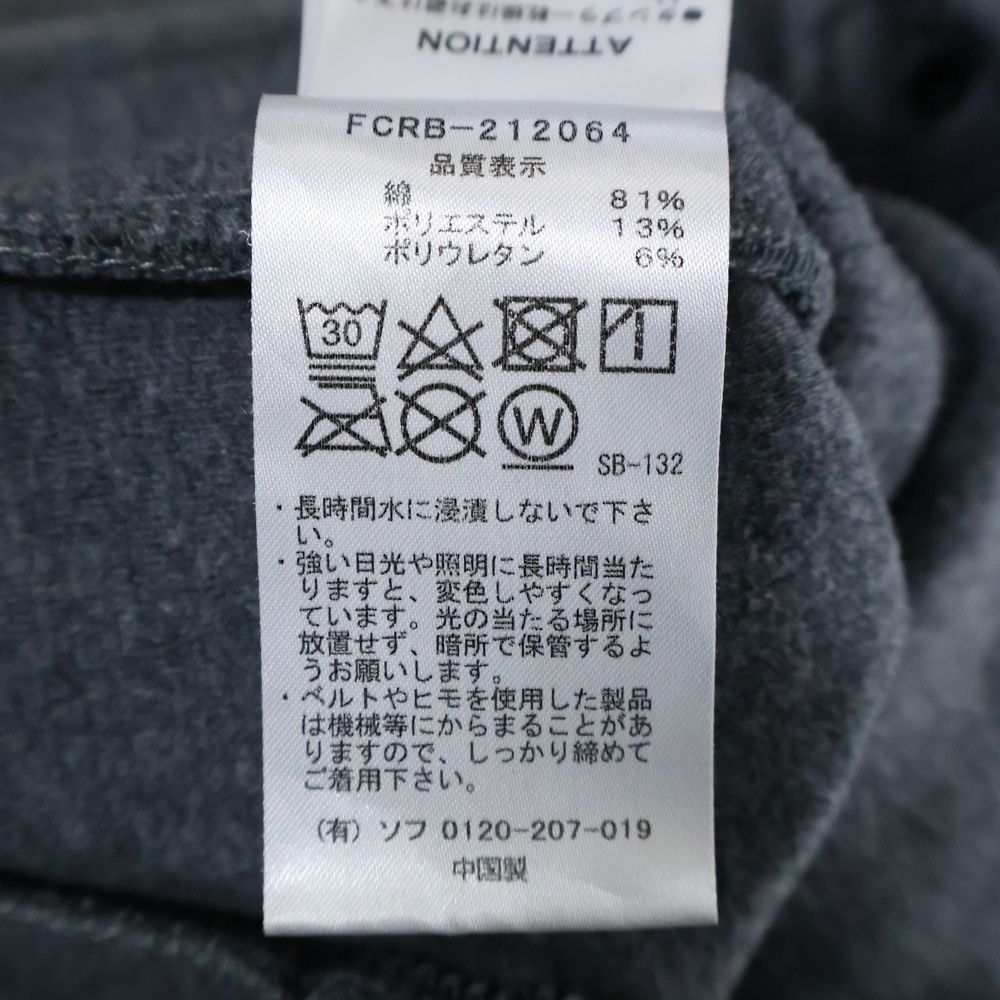 ATTENTION
FCRB-212064
品質表示
綿 81%
ポリエステル 13%
ポリウレタン 6%
30
W
SB-132
・長時間水に浸漬しないで下さ
い。
・強い日光や照明に長時間当た
りますと、変色しやすくなっ
ています。光の当たる場所に
放置せず、暗所で保管するよ
うお願いします。
・ベルトやヒモを使用した製品
は機械等にからまることがあ
りますので、しっかり締めて
ご着用下さい。
(有) ソフ 0120-207-019
中国製